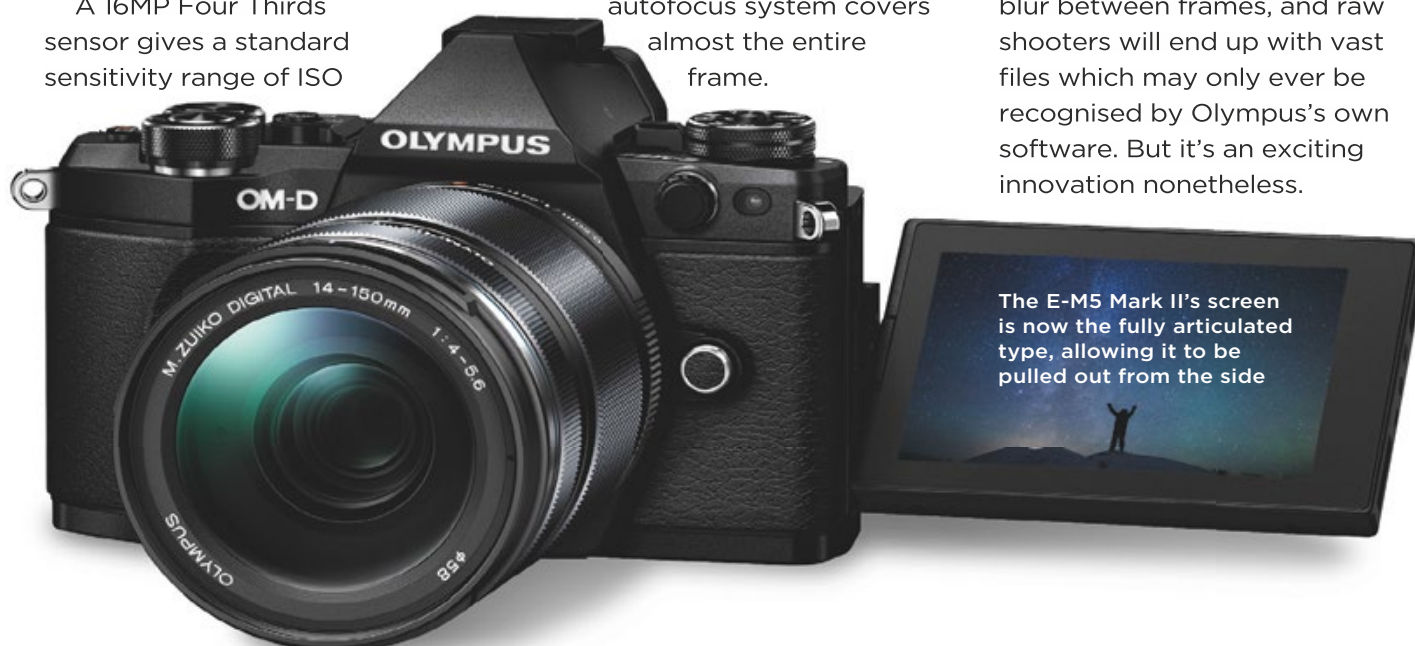 A 16MP Four Thirds
sensor gives a standard
sensitivity range of ISO
autofocus system covers
almost the entire
frame.
blur between frames, and raw
shooters will end up with vast
files which may only ever be
recognised by Olympus's own
software. But it's an exciting
innovation nonetheless.
OLYMPUS
OM-D
M.ZUIKO DIGITAL 14-150mm 1:4-5.6
OLYMPUS
ϕ58
The E-M5 Mark II's screen
is now the fully articulated
type, allowing it to be
pulled out from the side